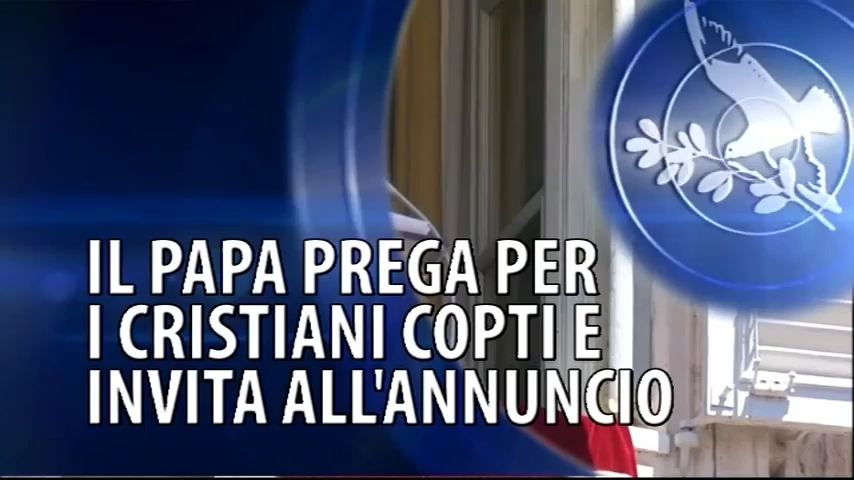 IL PAPA PREGA PER
I CRISTIANI COPTI E
INVITA ALL'ANNUNCIO